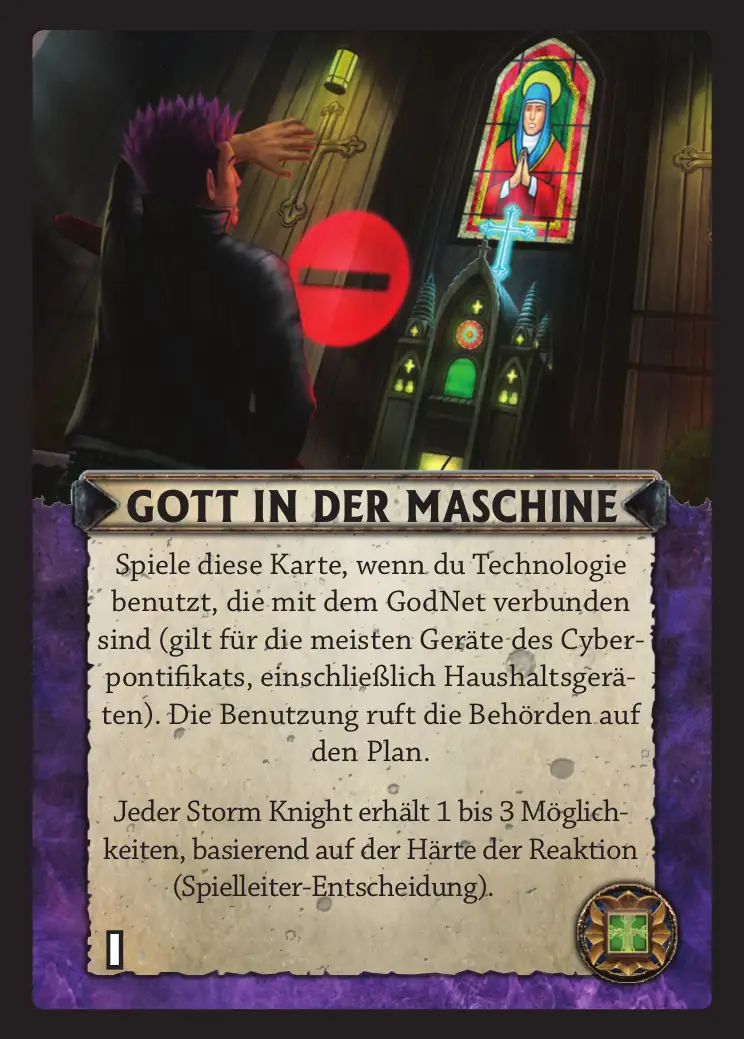 GOTT IN DER MASCHINE
Spiele diese Karte, wenn du Technologie
benutzt, die mit dem GodNet verbunden
sind (gilt für die meisten Geräte des Cyber-
pontifikats, einschließlich Haushaltsgerä-
ten). Die Benutzung ruft die Behörden auf
den Plan.
Jeder Storm Knight erhält 1 bis 3 Möglich-
keiten, basierend auf der Härte der Reaktion
(Spielleiter-Entscheidung).